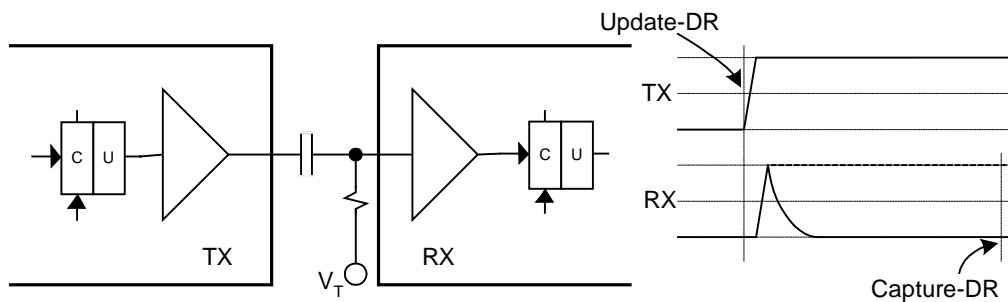 Update-DR
TX
RX
Capture-DR
C U
TX
V_T
RX
C U